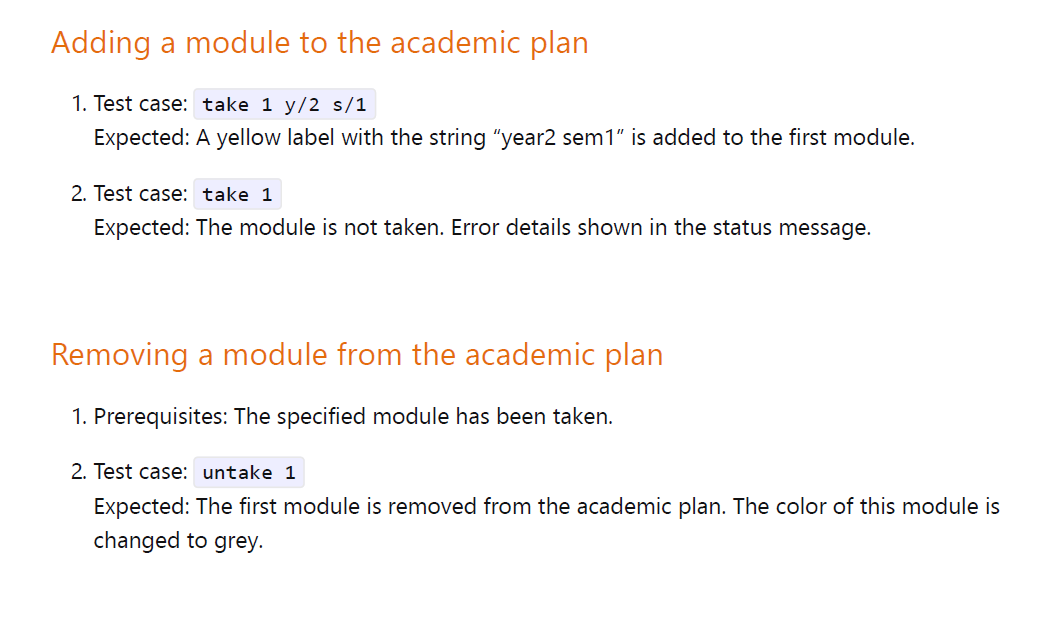 Adding a module to the academic plan
1. Test case: take 1 y/2 s/1
Expected: A yellow label with the string “year2 sem1” is added to the first module.
2. Test case: take 1
Expected: The module is not taken. Error details shown in the status message.
Removing a module from the academic plan
1. Prerequisites: The specified module has been taken.
2. Test case: untake 1
Expected: The first module is removed from the academic plan. The color of this module is
changed to grey.